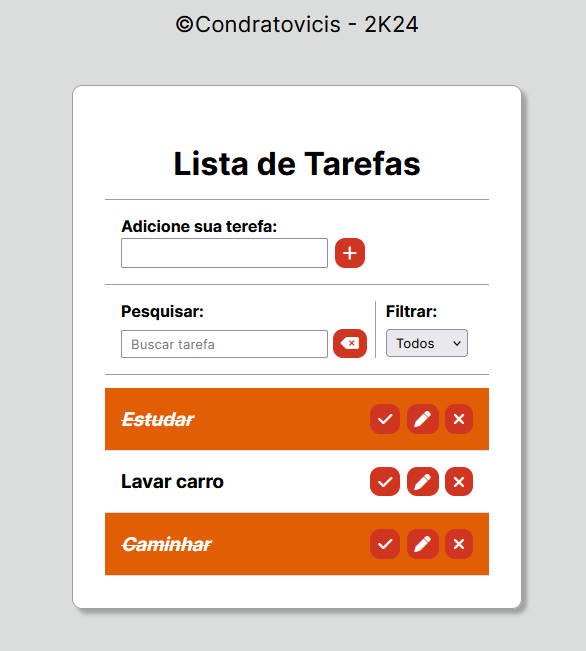 ©Condratovicis - 2K24
Lista de Tarefas
Adicione sua terefa:
Pesquisar:
Filtrar:
Buscar tarefa
Todos
Estudar
Lavar carro
Caminhar